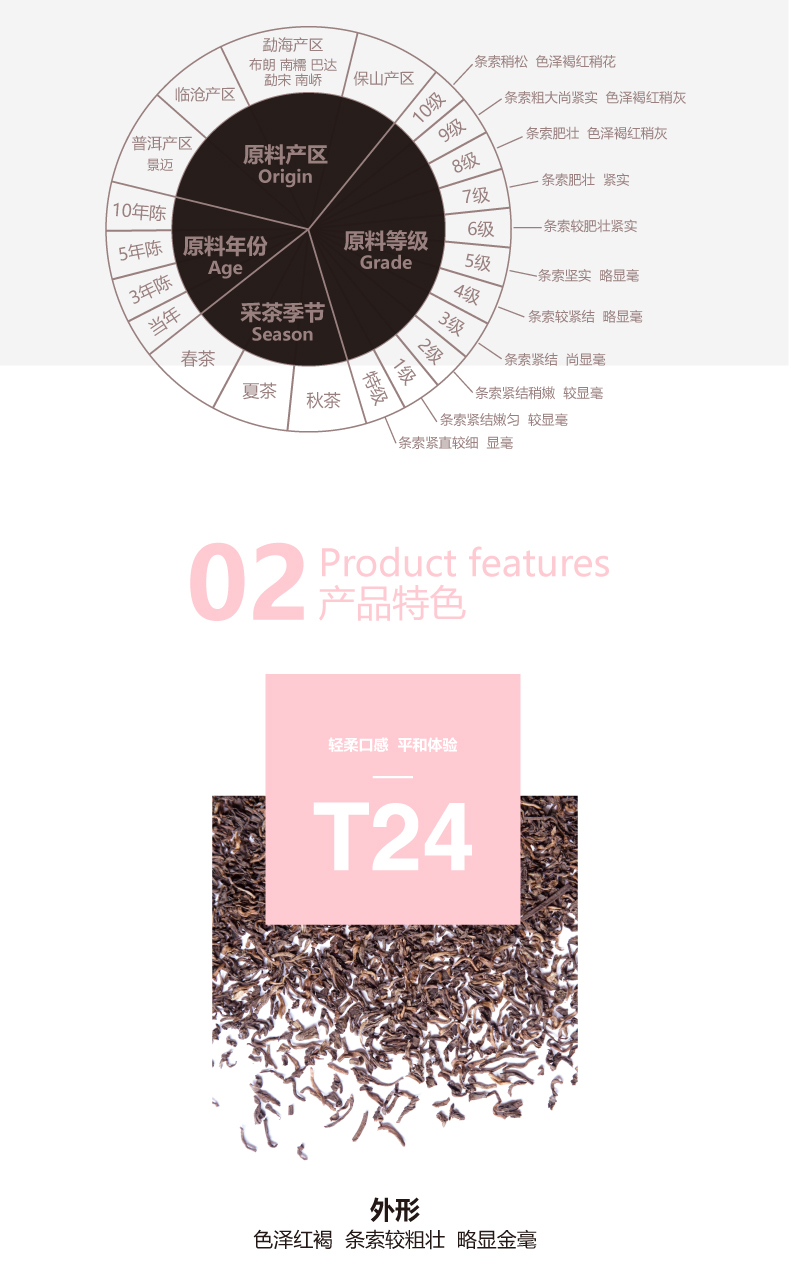 勐海产区
布朗 南糯 巴达
勐宋 南峤
保山产区
临沧产区
普洱产区
景迈
原料产区
Origin
10年陈
5年陈
3年陈
当年
原料年份
Age
采茶季节
Season
春茶
夏茶
秋茶
原料等级
Grade
10级
条索稍松 色泽褐红稍花
9级
条索粗大尚紧实 色泽褐红稍灰
8级
条索肥壮 色泽褐红稍灰
7级
条索肥壮 紧实
6级
条索较肥壮紧实
5级
条索坚实 略显毫
4级
条索较紧结 略显毫
3级
条索紧结 尚显毫
2级
条索紧结稍嫩 较显毫
1级
条索紧结嫩匀 较显毫
特级
条索紧直较细 显毫
02
Product features
产品特色
轻柔口感 平和体验
T24
外形
色泽红褐 条索较粗壮 略显金毫